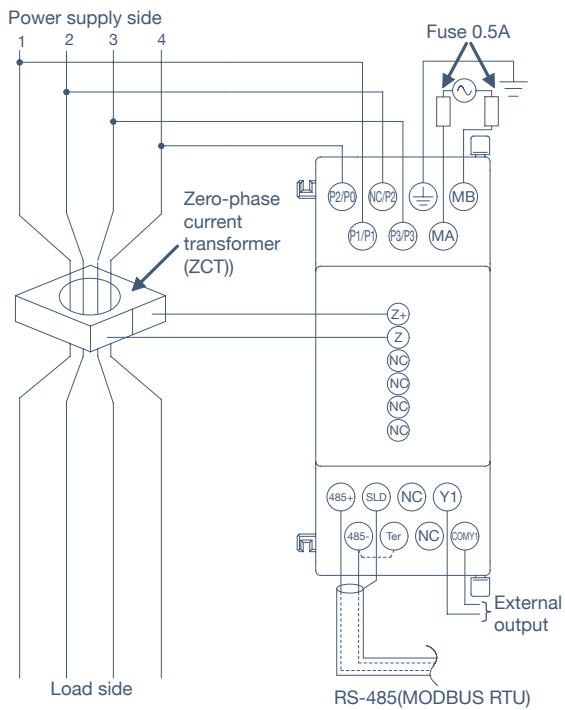 Power supply side
1 2 3 4
Fuse 0.5A
P2/P0 NC/P2 MB
P1/P1 P3/P3 MA
Zero-phase
current
transformer
(ZCT))
Z+
Z
NC
NC
NC
NC
485+ SLD NC Y1
485- Ter NC COMY1
External
output
Load side
RS-485(MODBUS RTU)